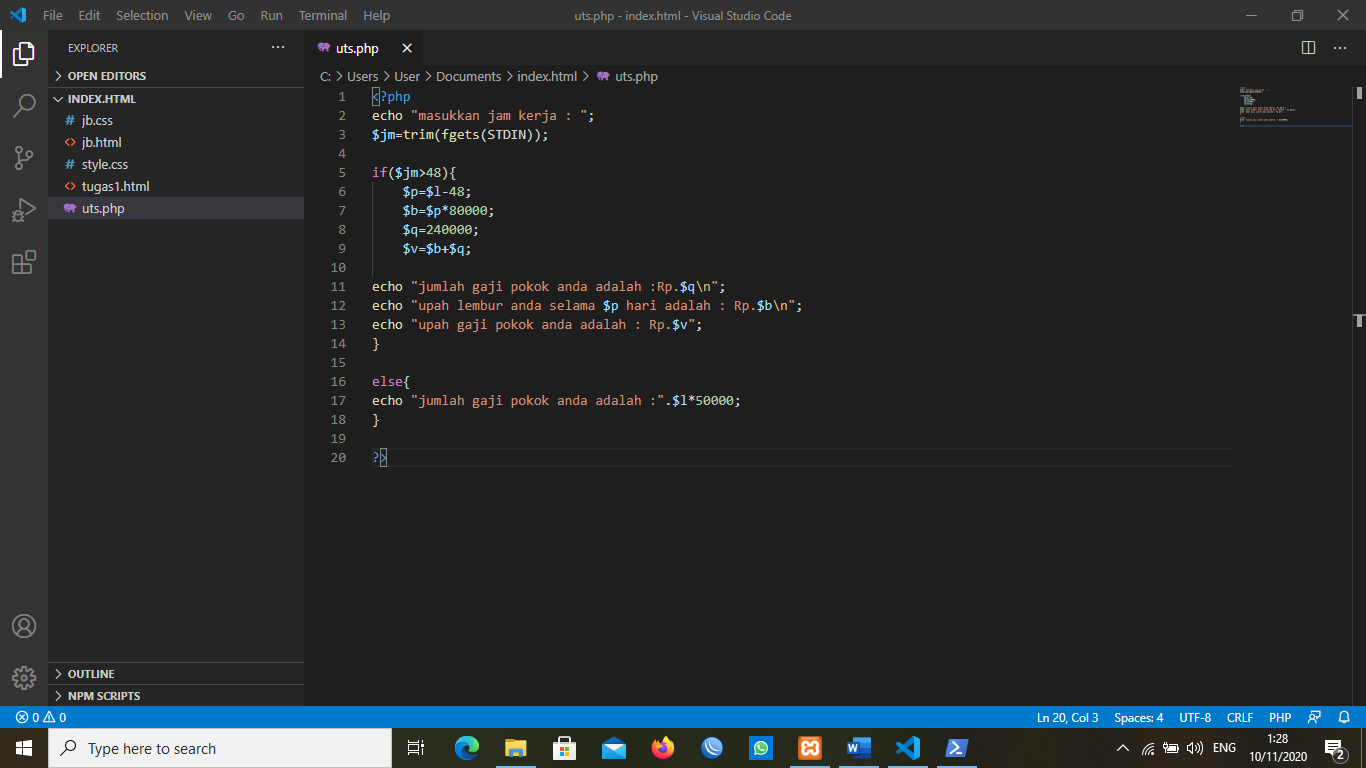 File Edit Selection View Go Run Terminal Help
uts.php - index.html - Visual Studio Code
EXPLORER
OPEN EDITORS
INDEX.HTML
# jb.css
<> jb.html
# style.css
<> tugas1.html
uts.php
OUTLINE
NPM SCRIPTS
uts.php
C: > Users > User > Documents > index.html > uts.php
1 <?php
2 echo "masukkan jam kerja : ";
3 $jm=trim(fgets(STDIN));
4
5 if($jm>48){
6 $p=$l-48;
7 $b=$p*80000;
8 $q=240000;
9 $v=$b+$q;
10
11 echo "jumlah gaji pokok anda adalah :Rp.$q\n";
12 echo "upah lembur anda selama $p hari adalah : Rp.$b\n";
13 echo "upah gaji pokok anda adalah : Rp.$v";
14 }
15
16 else{
17 echo "jumlah gaji pokok anda adalah :".$l*50000;
18 }
19
20 ?>
0 0
Ln 20, Col 3 Spaces: 4 UTF-8 CRLF PHP
Type here to search
ENG
1:28
10/11/2020
2